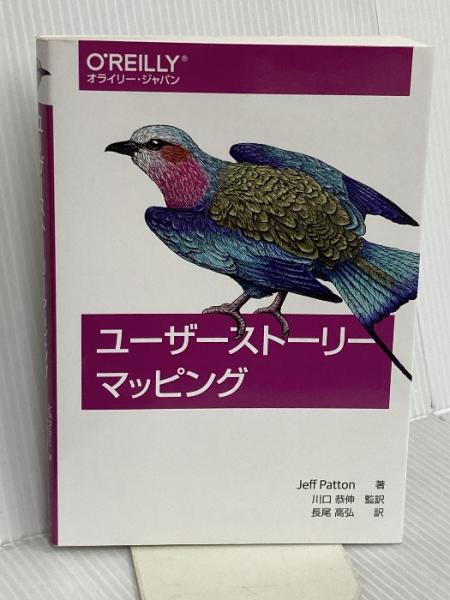 O'REILLY®
オライリー・ジャパン
ユーザーストーリー
マッピング
Jeff Patton 著
川口 恭伸 監訳
長尾 高弘 訳